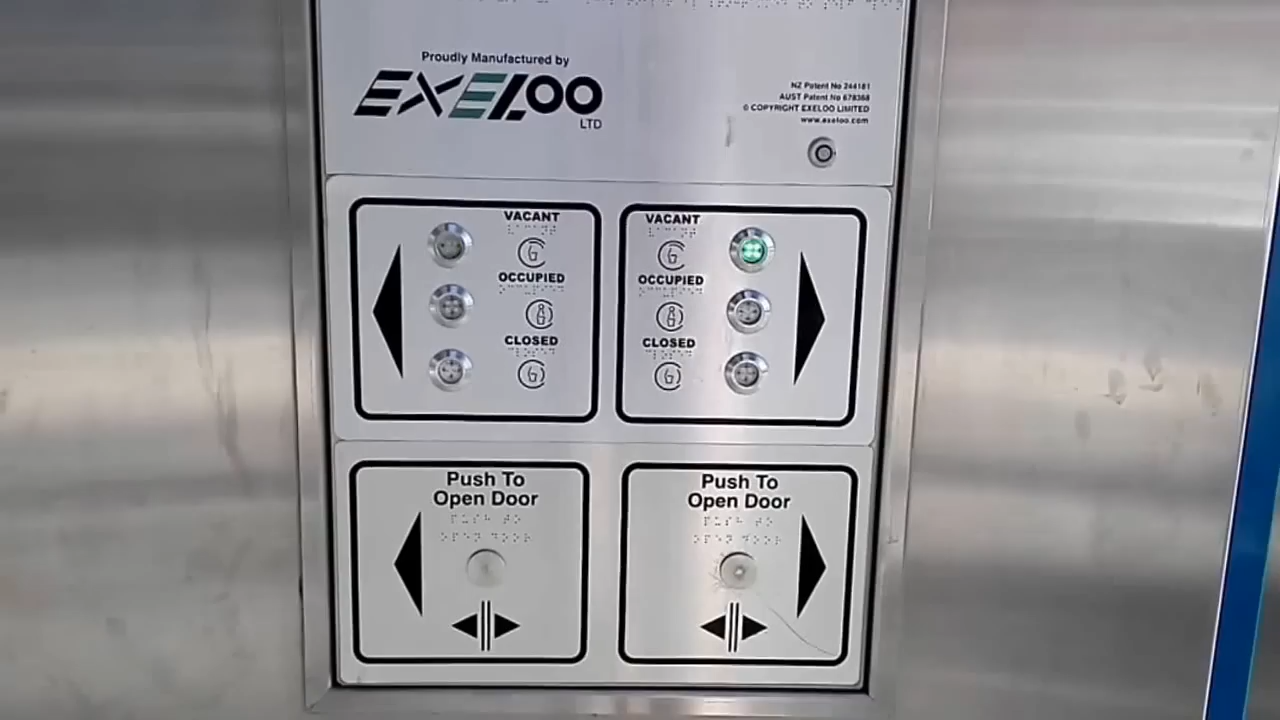 Proudly Manufactured by
EXELOO
LTD
NZ Patent No 244181
AUST Patent No 678368
© COPYRIGHT EXELOO LIMITED
www.exeloo.com
VACANT
OCCUPIED
CLOSED
VACANT
OCCUPIED
CLOSED
Push To
Open Door
Push To
Open Door